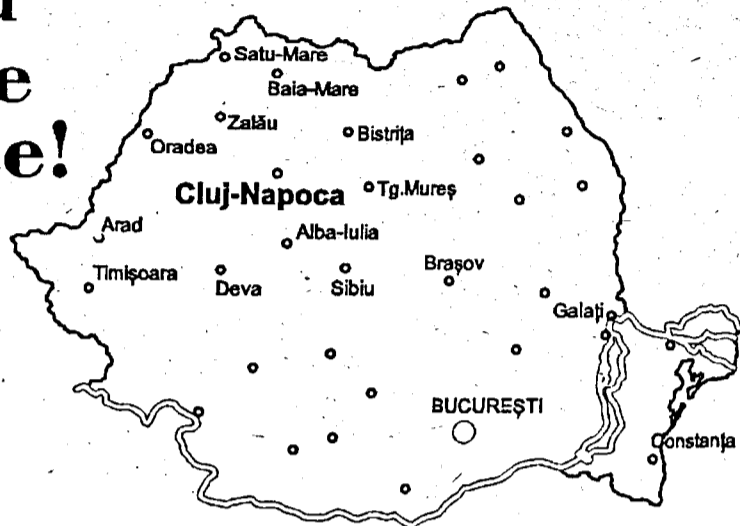 e
e!
Satu-Mare
Baia-Mare
Zalău
Oradea
Bistrița
Cluj-Napoca
Tg.Mureș
Arad
Alba-Iulia
Timișoara
Deva
Sibiu
Brașov
Galați
BUCUREȘTI
Constanța